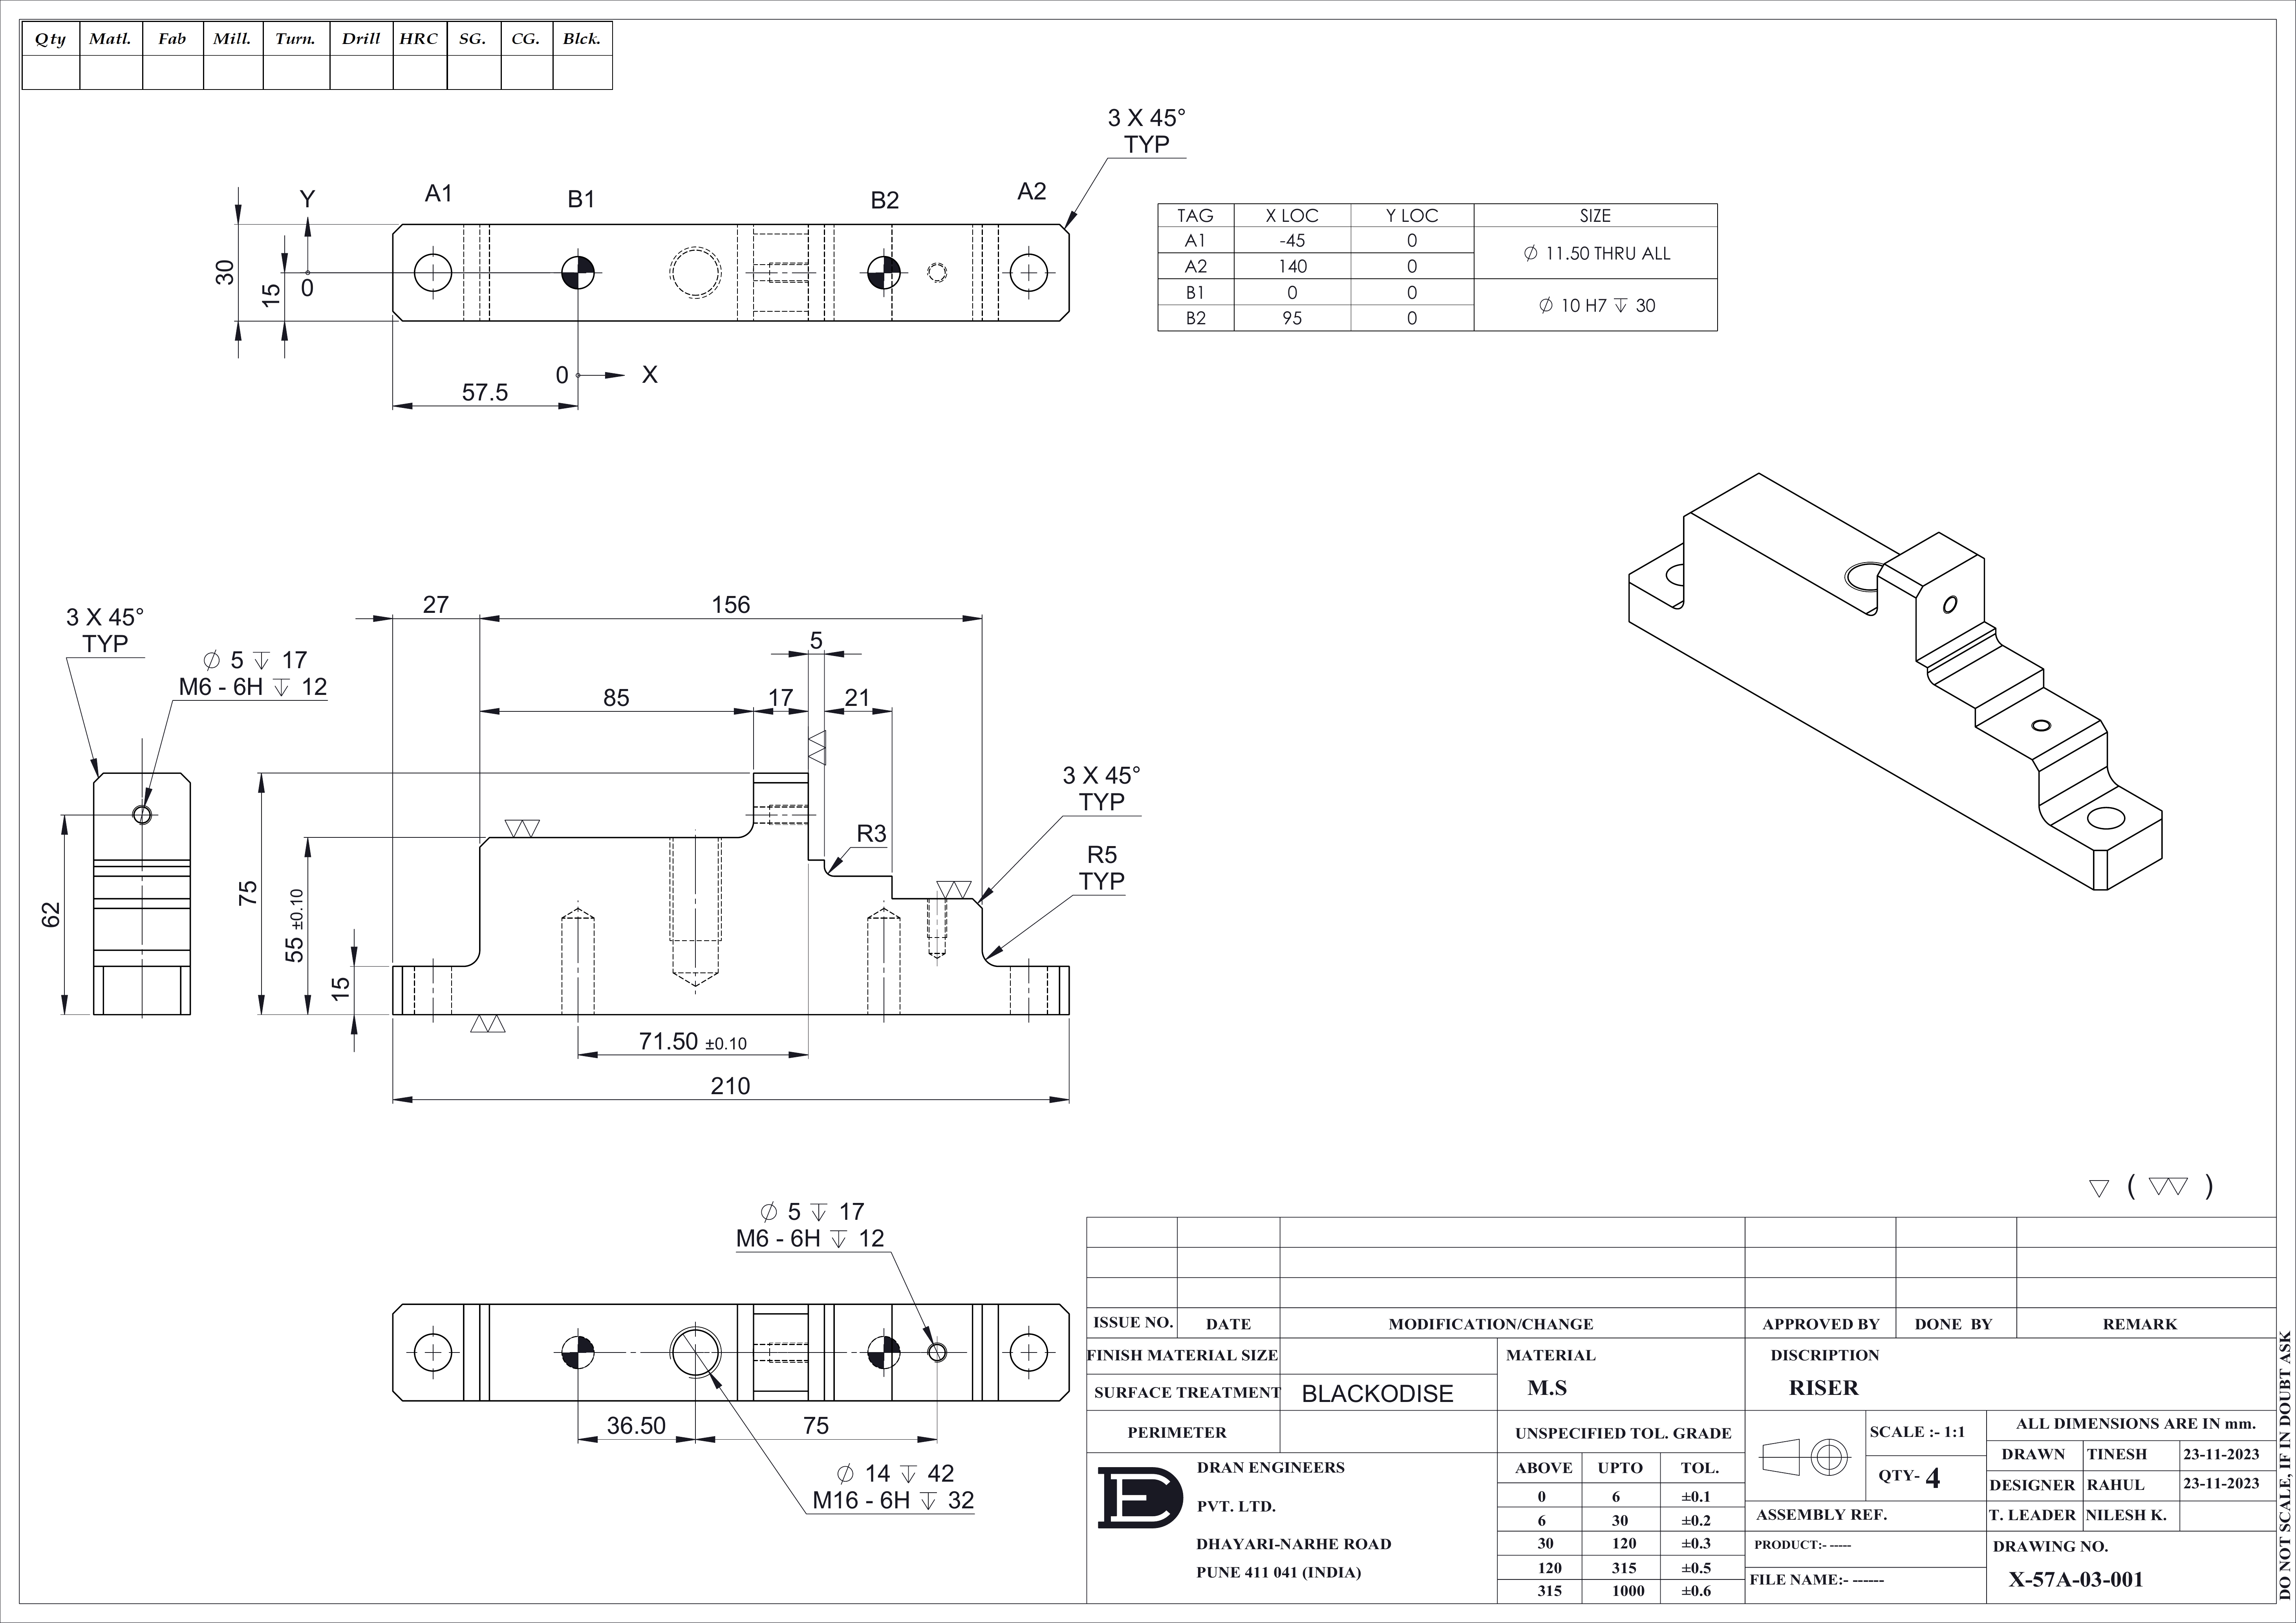 Qty Matl. Fab Mill. Turn. Drill HRC SG. CG. Blck.
3 X 45°
TYP
A1 B1 B2 A2
Y
30
15
0
57.5
0 X
TAG X LOC Y LOC SIZE
A1 -45 0 ∅ 11.50 THRU ALL
A2 140 0
B1 0 0 ∅ 10 H7 ↧ 30
B2 95 0
3 X 45°
TYP
∅ 5 ↧ 17
M6 - 6H ↧ 12
62
27 156
5
85 17 21
75
55 ±0.10
15
R3
3 X 45°
TYP
R5
TYP
71.50 ±0.10
210
∅ 5 ↧ 17
M6 - 6H ↧ 12
36.50 75
∅ 14 ↧ 42
M16 - 6H ↧ 32
▽ ( ▽▽ )
ISSUE NO. DATE MODIFICATION/CHANGE APPROVED BY DONE BY REMARK
FINISH MATERIAL SIZE
SURFACE TREATMENT BLACKODISE
PERIMETER
MATERIAL
M.S
DISCRIPTION
RISER
UNSPECIFIED TOL. GRADE
ABOVE UPTO TOL.
0 6 ±0.1
6 30 ±0.2
30 120 ±0.3
120 315 ±0.5
315 1000 ±0.6
DE
DRAN ENGINEERS
PVT. LTD.
DHAYARI-NARHE ROAD
PUNE 411 041 (INDIA)
SCALE :- 1:1
QTY- 4
ALL DIMENSIONS ARE IN mm.
DRAWN TINESH 23-11-2023
DESIGNER RAHUL 23-11-2023
T. LEADER NILESH K.
ASSEMBLY REF.
PRODUCT:- -----
FILE NAME:- ------
DRAWING NO.
X-57A-03-001
DO NOT SCALE, IF IN DOUBT ASK